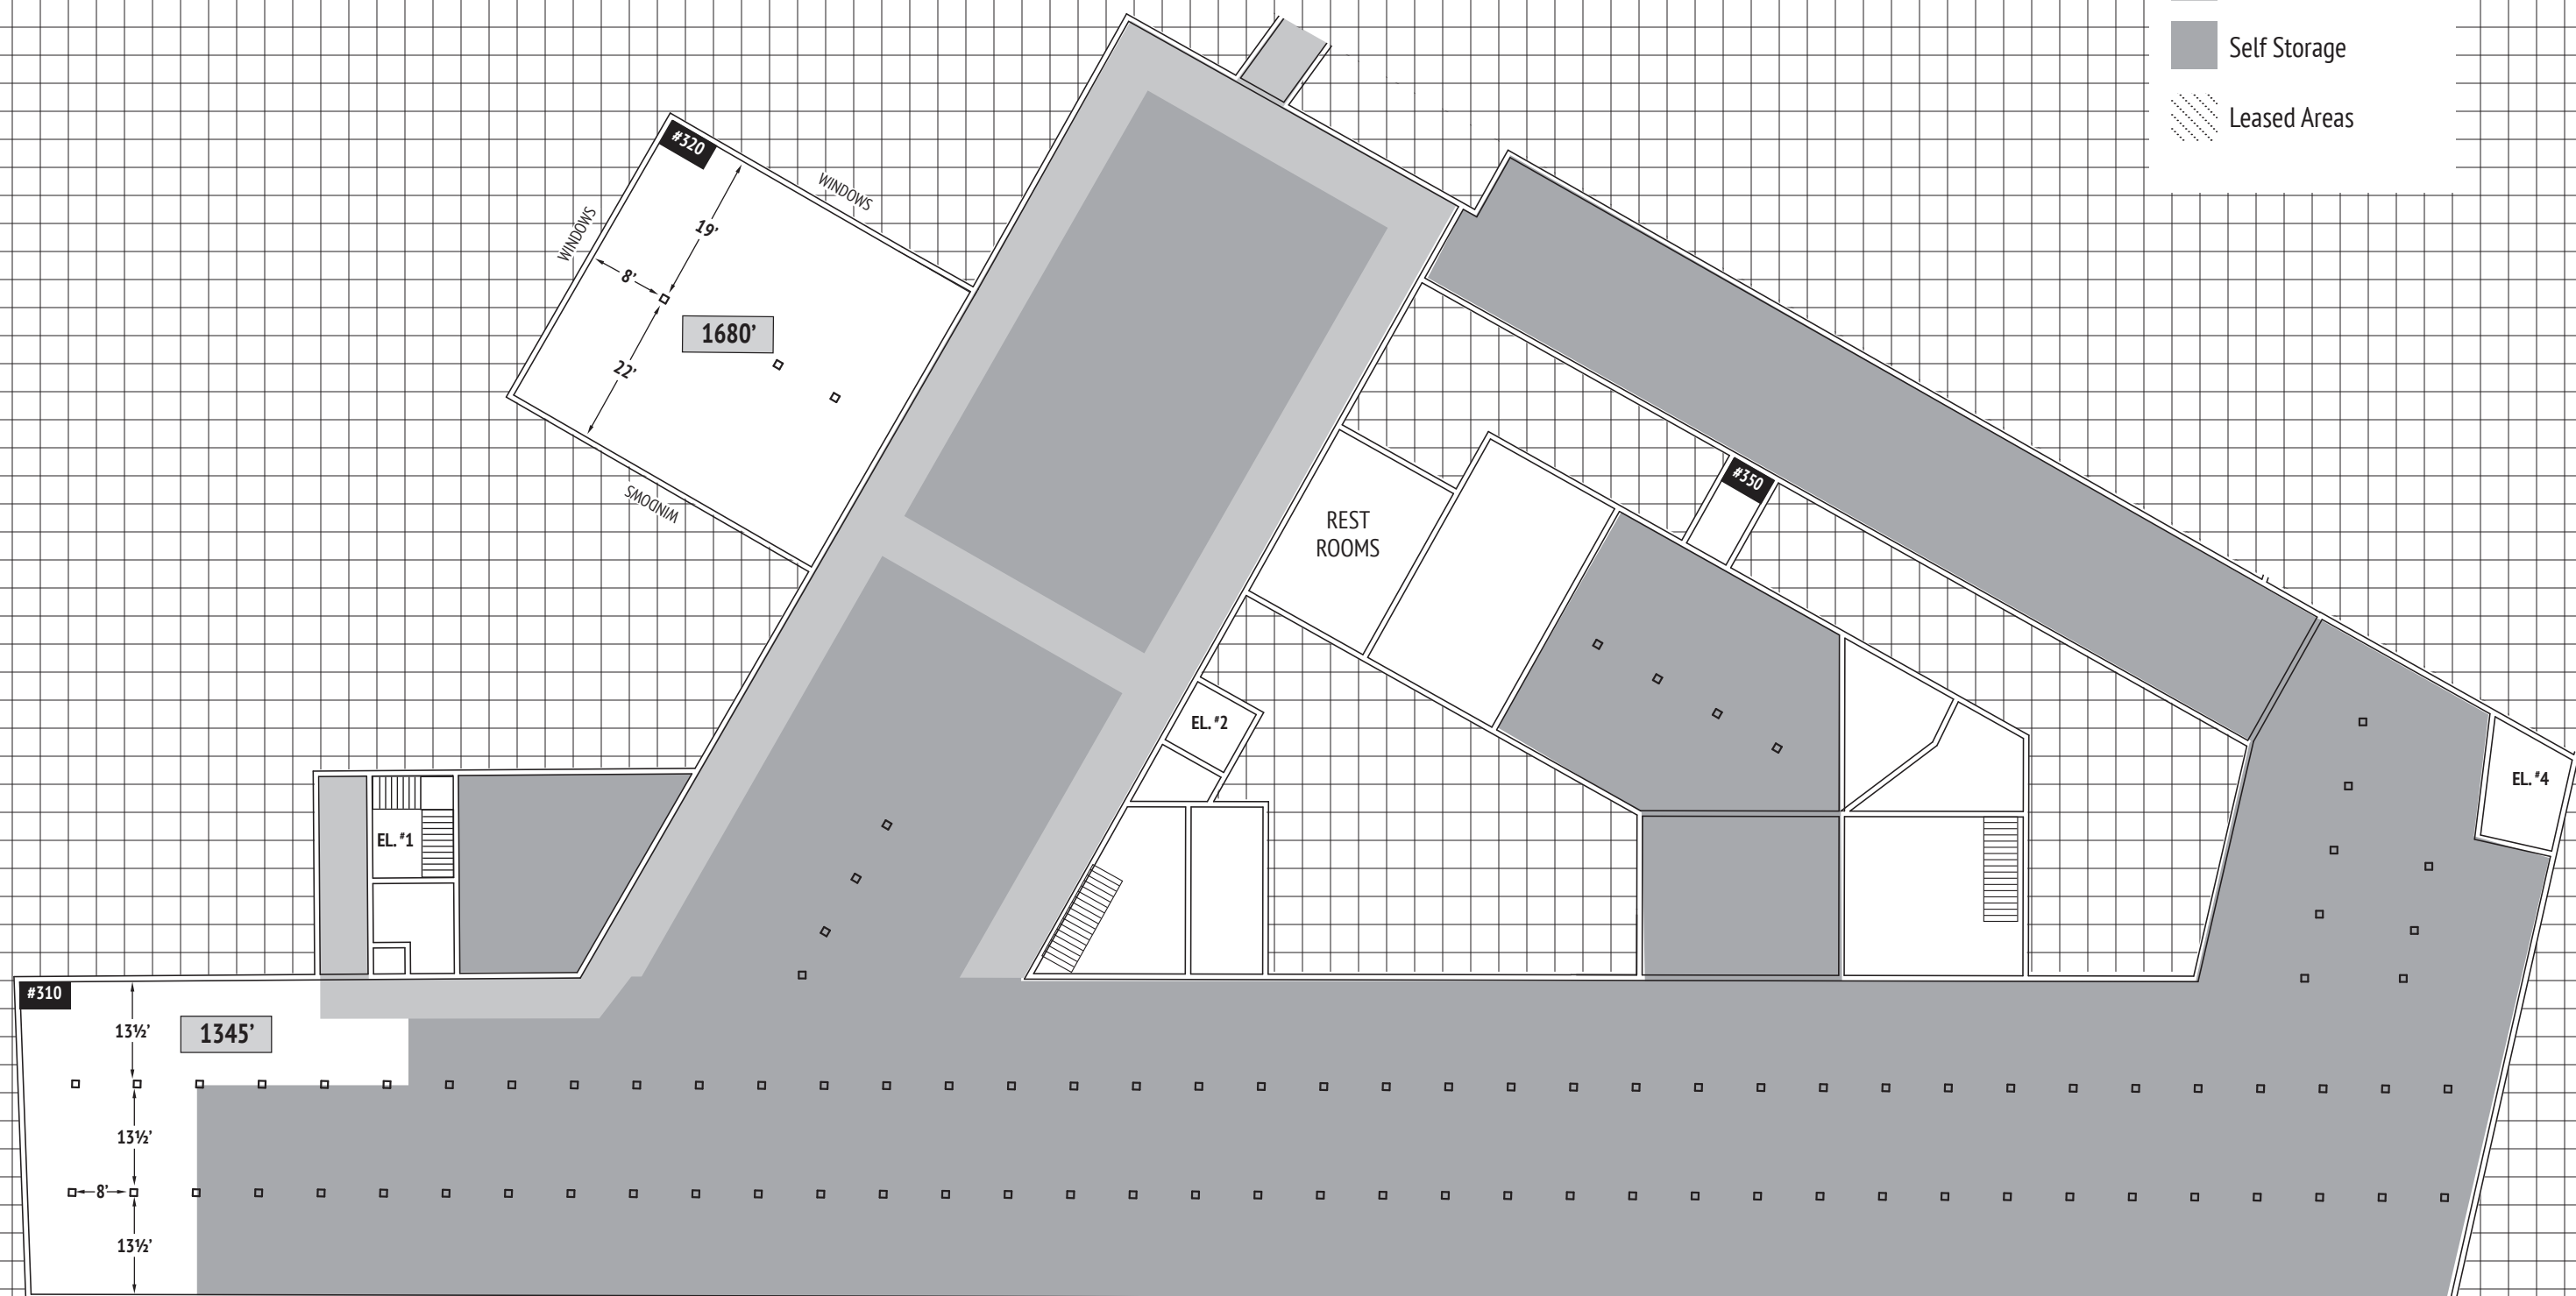 Self Storage
Leased Areas
#320
WINDOWS
WINDOWS
19’
8’
1680’
22’
WINDOWS
#350
REST
ROOMS
EL. #2
EL. #4
EL. #1
#310
13½’
1345’
13½’
8’
13½’